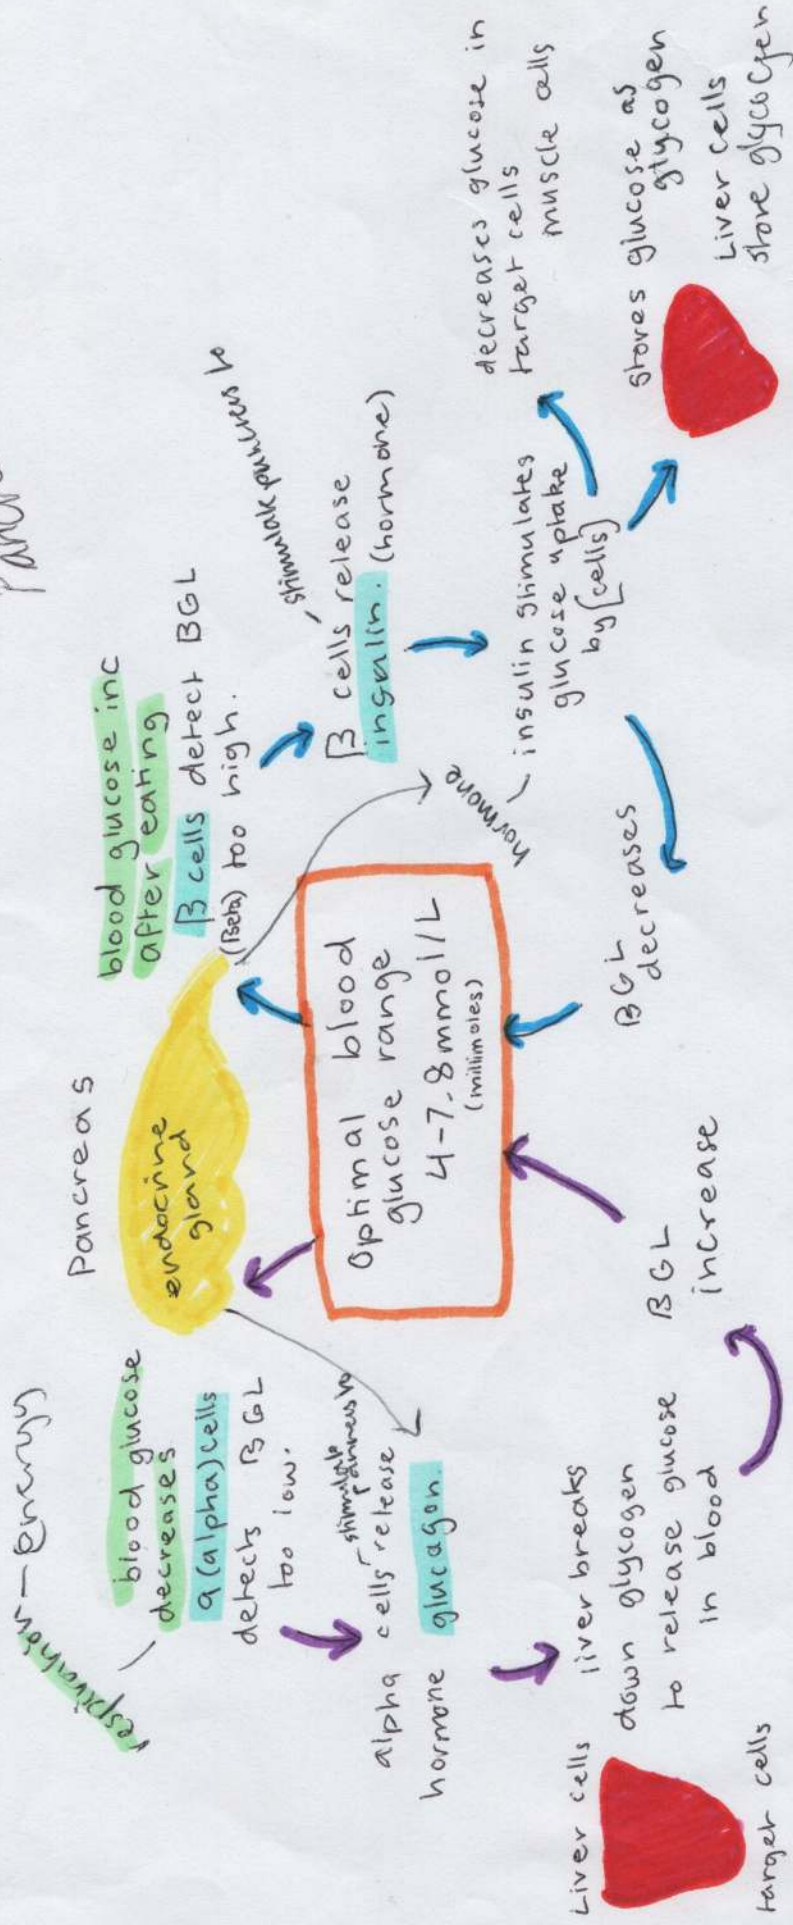 respiration - energy
blood glucose
decreases
a (alpha) cells
detects BGL
too low.
stimulate
pancreas to
alpha cells release
hormone glucagon.
Liver cells
target cells
liver breaks
down glycogen
to release glucose
in blood
BGL
increase
Pancreas
endocrine
gland
Optimal blood
glucose range
4-7.8 mmol/L
(millimoles)
blood glucose inc
after eating
β cells detect BGL
(Beta) too high.
stimulate pancreas to
β cells release
insulin. (hormone)
hormone
insulin stimulates
glucose uptake
by [cells]
BGL
decreases
decreases glucose in
target cells
muscle cells
stores glucose as
glycogen
Liver cells
store glycogen